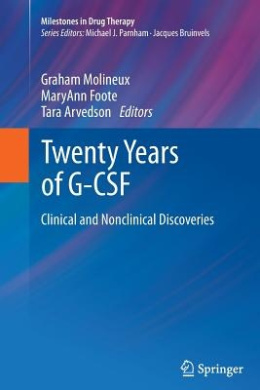 Milestones in Drug Therapy
Series Editors: Michael J. Parnham · Jacques Bruinvels
Graham Molineux
MaryAnn Foote
Tara Arvedson Editors
Twenty Years
of G-CSF
Clinical and Nonclinical Discoveries
Springer